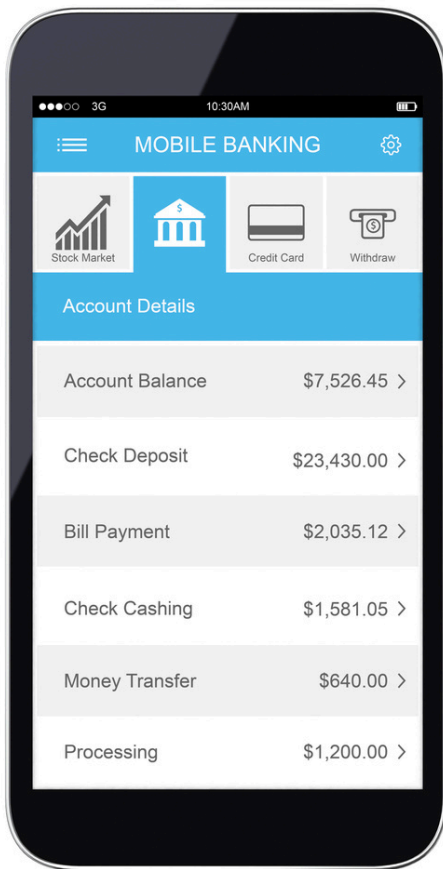 3G 10:30AM
MOBILE BANKING
$
Stock Market Credit Card $ Withdraw
Account Details
Account Balance $7,526.45 >
Check Deposit $23,430.00 >
Bill Payment $2,035.12 >
Check Cashing $1,581.05 >
Money Transfer $640.00 >
Processing $1,200.00 >